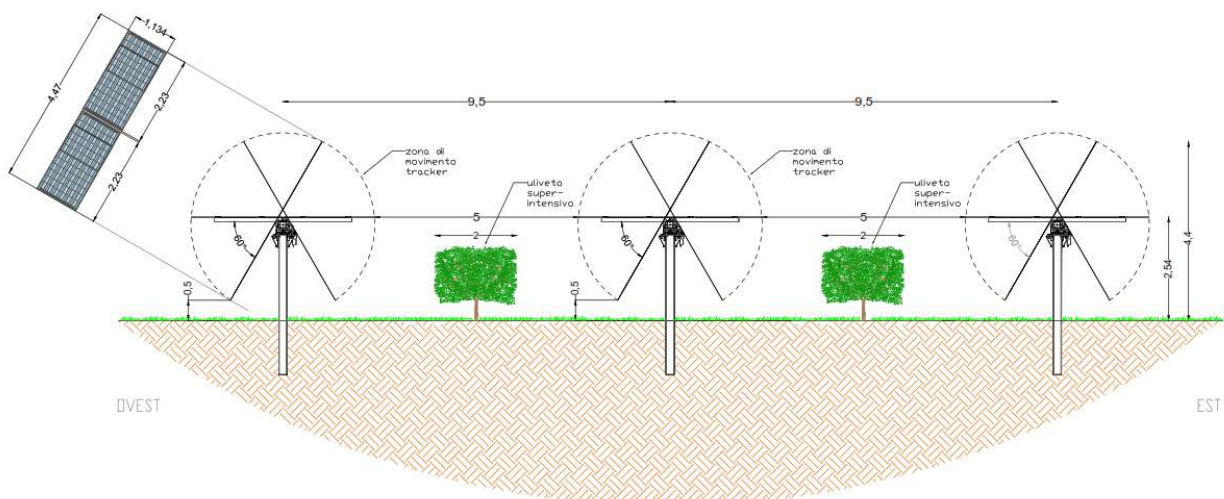 1,134
4,47
2,23
2,23
9,5
9,5
zona di
movimento
tracker
zona di
movimento
tracker
uliveto
super-
intensivo
uliveto
super-
intensivo
5
5
2
2
60°
60°
60°
0,5
0,5
2,54
4,4
OVEST
EST